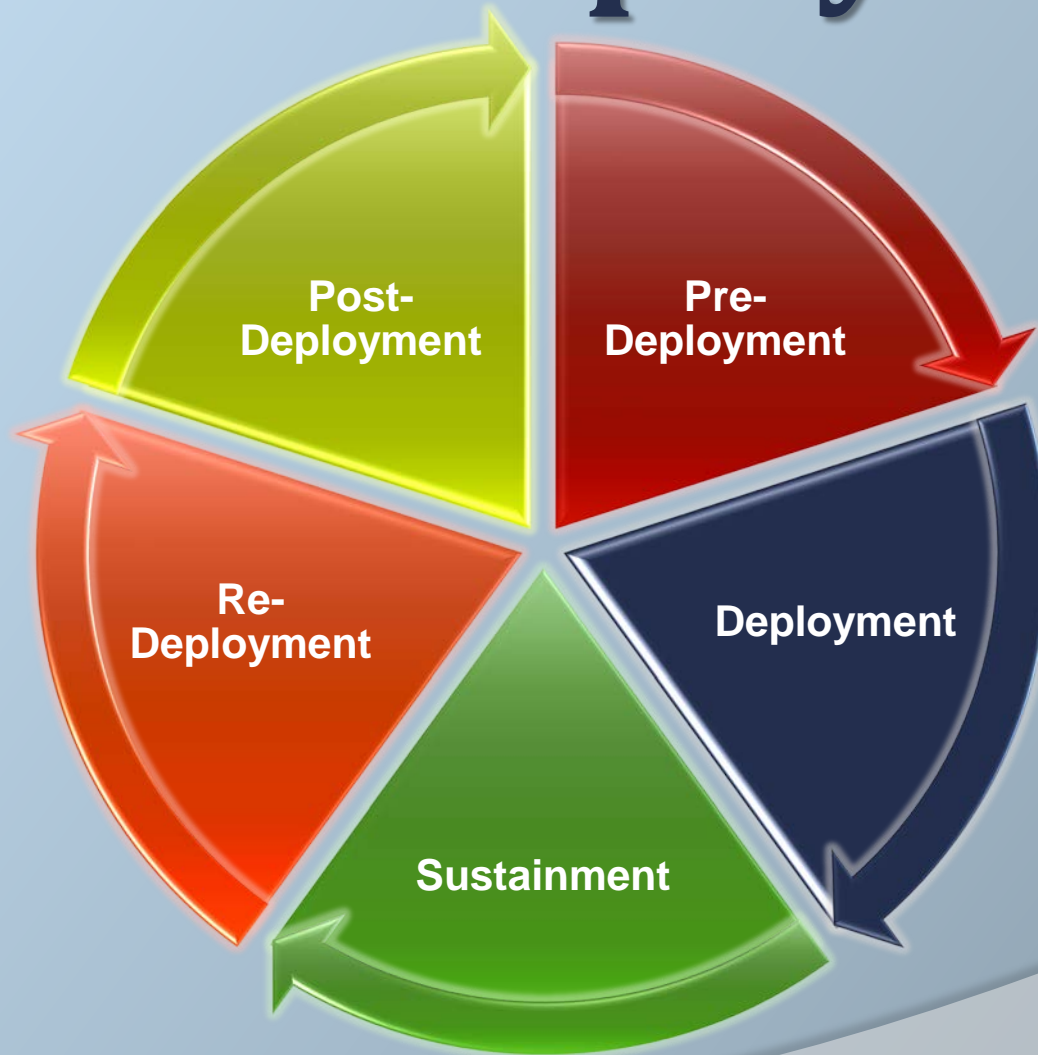 Post-
Deployment
Pre-
Deployment
Re-
Deployment
Deployment
Sustainment